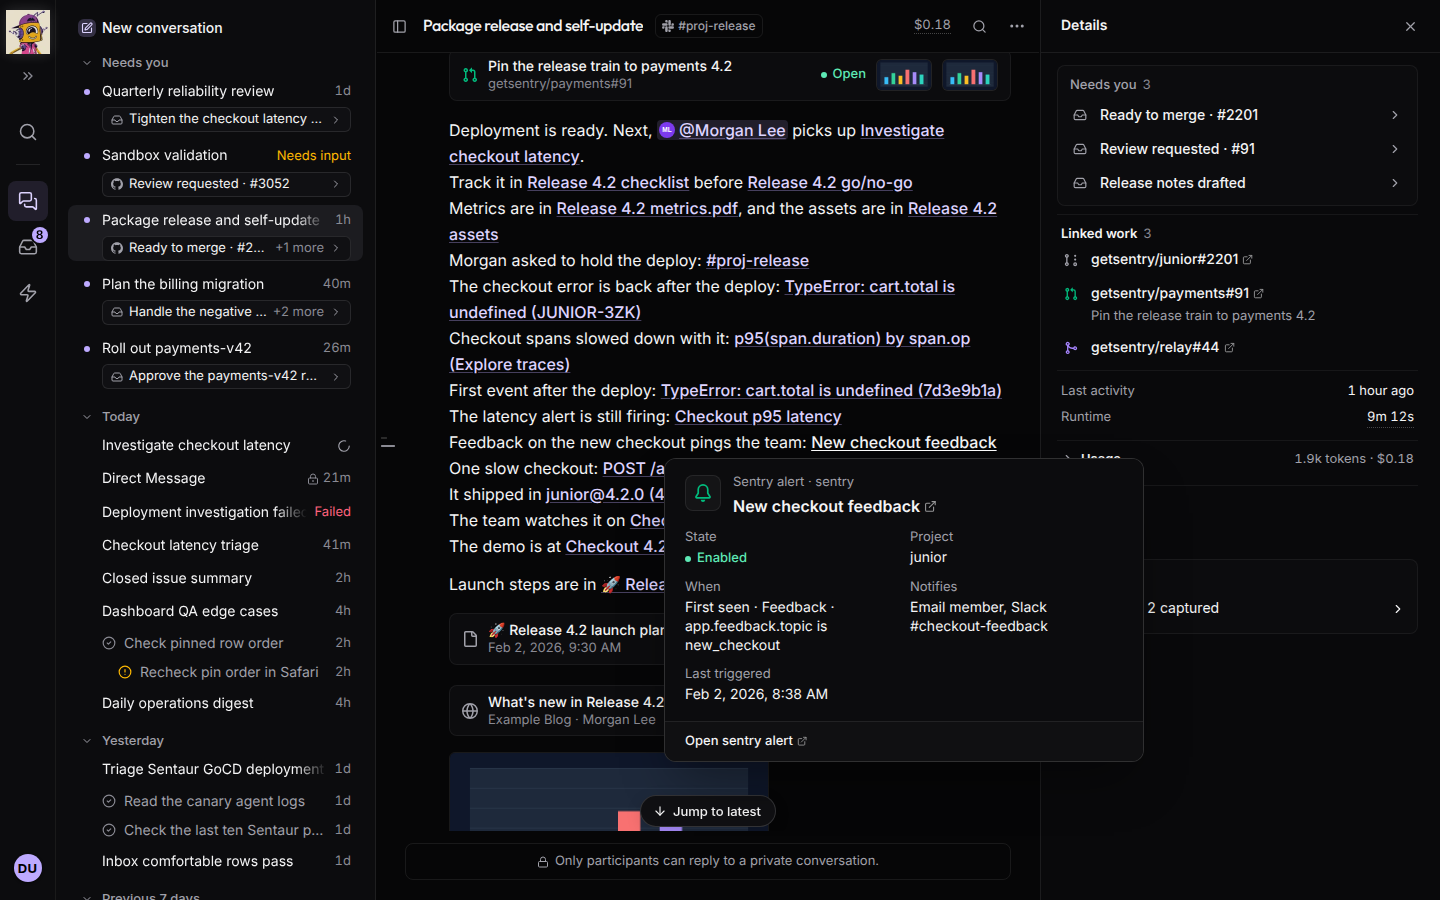 New conversation
Needs you
Quarterly reliability review 1d
Tighten the checkout latency ...
Sandbox validation Needs input
Review requested · #3052
Package release and self-update 1h
Ready to merge · #2... +1 more
8
Plan the billing migration 40m
Handle the negative ... +2 more
Roll out payments-v42 26m
Approve the payments-v42 r...
Today
Investigate checkout latency
Direct Message 21m
Deployment investigation failed Failed
Checkout latency triage 41m
Closed issue summary 2h
Dashboard QA edge cases 4h
Check pinned row order 2h
Recheck pin order in Safari 2h
Daily operations digest 4h
Yesterday
Triage Sentaur GoCD deployment 1d
Read the canary agent logs 1d
Check the last ten Sentaur p... 1d
Inbox comfortable rows pass 1d
Previous 7 days
DU
Package release and self-update #proj-release $0.18
Pin the release train to payments 4.2
getsentry/payments#91
Open
Deployment is ready. Next, ML @Morgan Lee picks up Investigate
checkout latency.
Track it in Release 4.2 checklist before Release 4.2 go/no-go
Metrics are in Release 4.2 metrics.pdf, and the assets are in Release 4.2
assets
Morgan asked to hold the deploy: #proj-release
The checkout error is back after the deploy: TypeError: cart.total is
undefined (JUNIOR-3ZK)
Checkout spans slowed down with it: p95(span.duration) by span.op
(Explore traces)
First event after the deploy: TypeError: cart.total is undefined (7d3e9b1a)
The latency alert is still firing: Checkout p95 latency
Feedback on the new checkout pings the team: New checkout feedback
One slow checkout: POST /a
It shipped in junior@4.2.0 (4
The team watches it on Chec
The demo is at Checkout 4.2
Launch steps are in 🚀 Relea
🚀 Release 4.2 launch plan
Feb 2, 2026, 9:30 AM
What's new in Release 4.2
Example Blog · Morgan Lee
Jump to latest
Only participants can reply to a private conversation.
Sentry alert · sentry
New checkout feedback
State
Enabled
Project
junior
When
First seen · Feedback ·
app.feedback.topic is
new_checkout
Notifies
Email member, Slack
#checkout-feedback
Last triggered
Feb 2, 2026, 8:38 AM
Open sentry alert
Details
Needs you 3
Ready to merge · #2201
Review requested · #91
Release notes drafted
Linked work 3
getsentry/junior#2201
getsentry/payments#91
Pin the release train to payments 4.2
getsentry/relay#44
Last activity 1 hour ago
Runtime 9m 12s
Usage 1.9k tokens · $0.18
2 captured